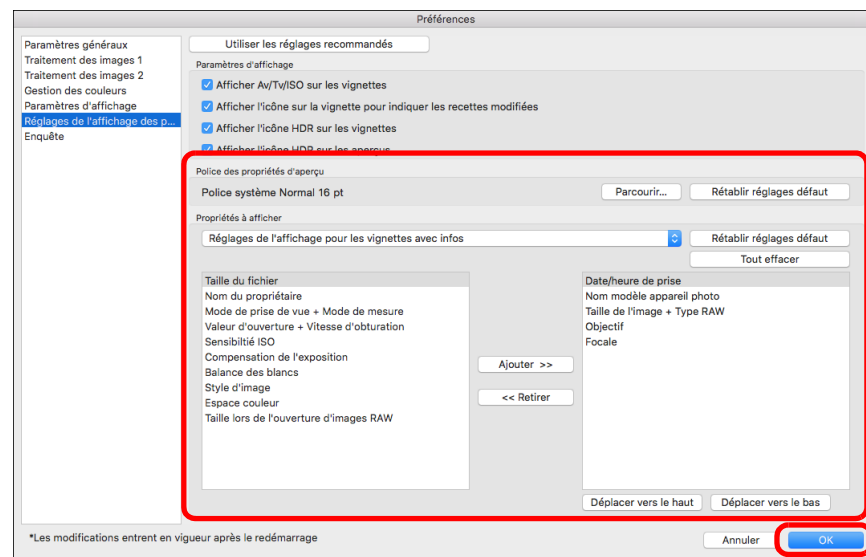 Préférences
Paramètres généraux
Traitement des images 1
Traitement des images 2
Gestion des couleurs
Paramètres d'affichage
Réglages de l'affichage des p...
Enquête
Utiliser les réglages recommandés
Paramètres d'affichage
Afficher Av/Tv/ISO sur les vignettes
Afficher l'icône sur la vignette pour indiquer les recettes modifiées
Afficher l'icône HDR sur les vignettes
Afficher l'icône HDR sur les aperçus
Police des propriétés d'aperçu
Police système Normal 16 pt
Parcourir...
Rétablir réglages défaut
Propriétés à afficher
Réglages de l'affichage pour les vignettes avec infos
Rétablir réglages défaut
Tout effacer
Taille du fichier
Nom du propriétaire
Mode de prise de vue + Mode de mesure
Valeur d'ouverture + Vitesse d'obturation
Sensibiltié ISO
Compensation de l'exposition
Balance des blancs
Style d'image
Espace couleur
Taille lors de l'ouverture d'images RAW
Ajouter >>
<< Retirer
Date/heure de prise
Nom modèle appareil photo
Taille de l'image + Type RAW
Objectif
Focale
Déplacer vers le haut
Déplacer vers le bas
*Les modifications entrent en vigueur après le redémarrage
Annuler
OK